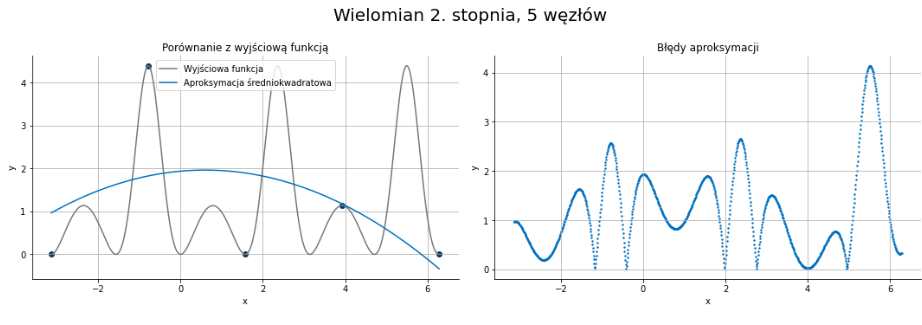 Wielomian 2. stopnia, 5 węzłów
Porównanie z wyjściową funkcją
Wyjściowa funkcja
Aproksymacja średniokwadratowa
y
4
3
2
1
0
−2
0
2
4
6
x
Błędy aproksymacji
y
4
3
2
1
0
−2
0
2
4
6
x